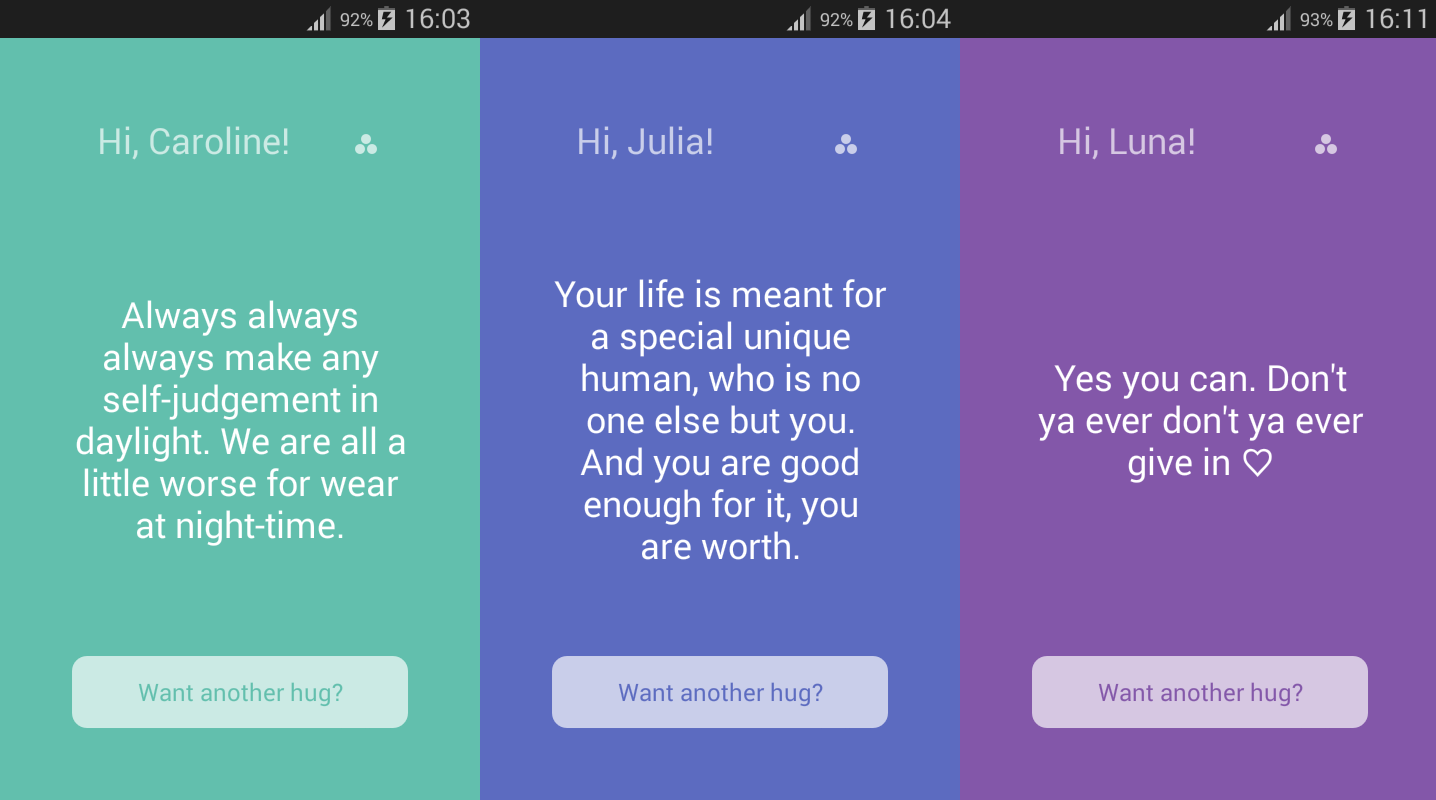 92% 16:03
Hi, Caroline!
Always always
always make any
self-judgement in
daylight. We are all a
little worse for wear
at night-time.
Want another hug?
92% 16:04
Hi, Julia!
Your life is meant for
a special unique
human, who is no
one else but you.
And you are good
enough for it, you
are worth.
Want another hug?
93% 16:11
Hi, Luna!
Yes you can. Don't
ya ever don't ya ever
give in ♡
Want another hug?